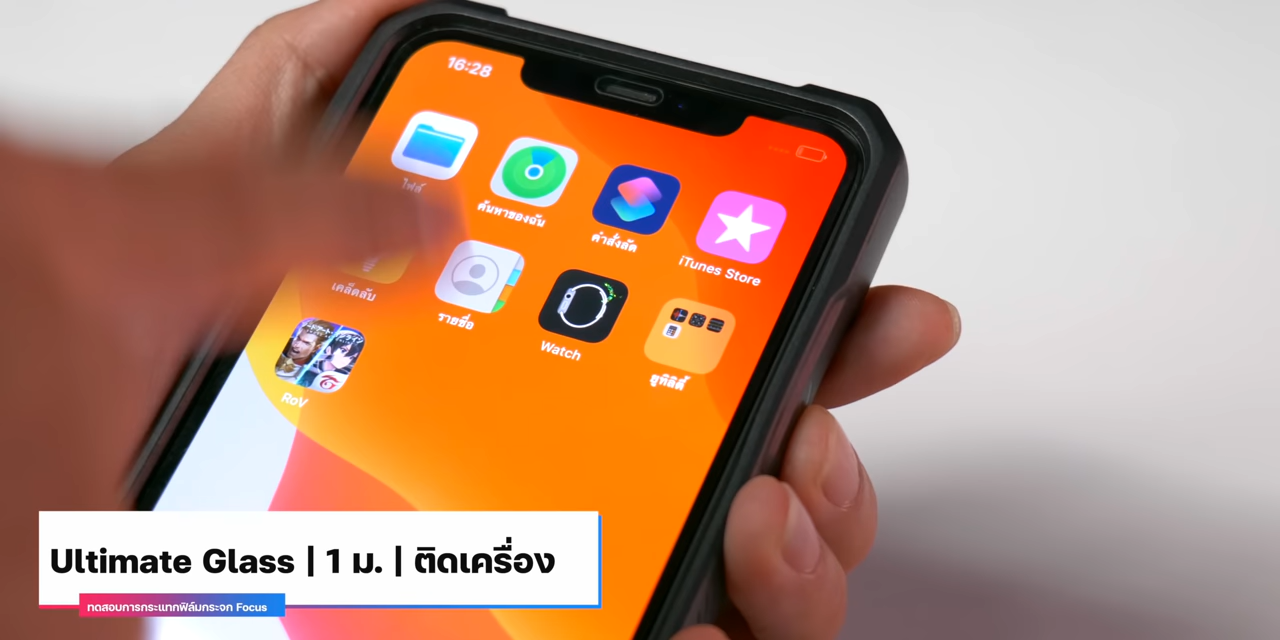 16:28
ไฟล์
ค้นหาของฉัน
คำสั่งลัด
iTunes Store
เคล็ดลับ
รายชื่อ
Watch
ยูทิลิตี้
RoV
Ultimate Glass | 1 ม. | ติดเครื่อง
ทดสอบการกระแทกฟิล์มกระจก Focus